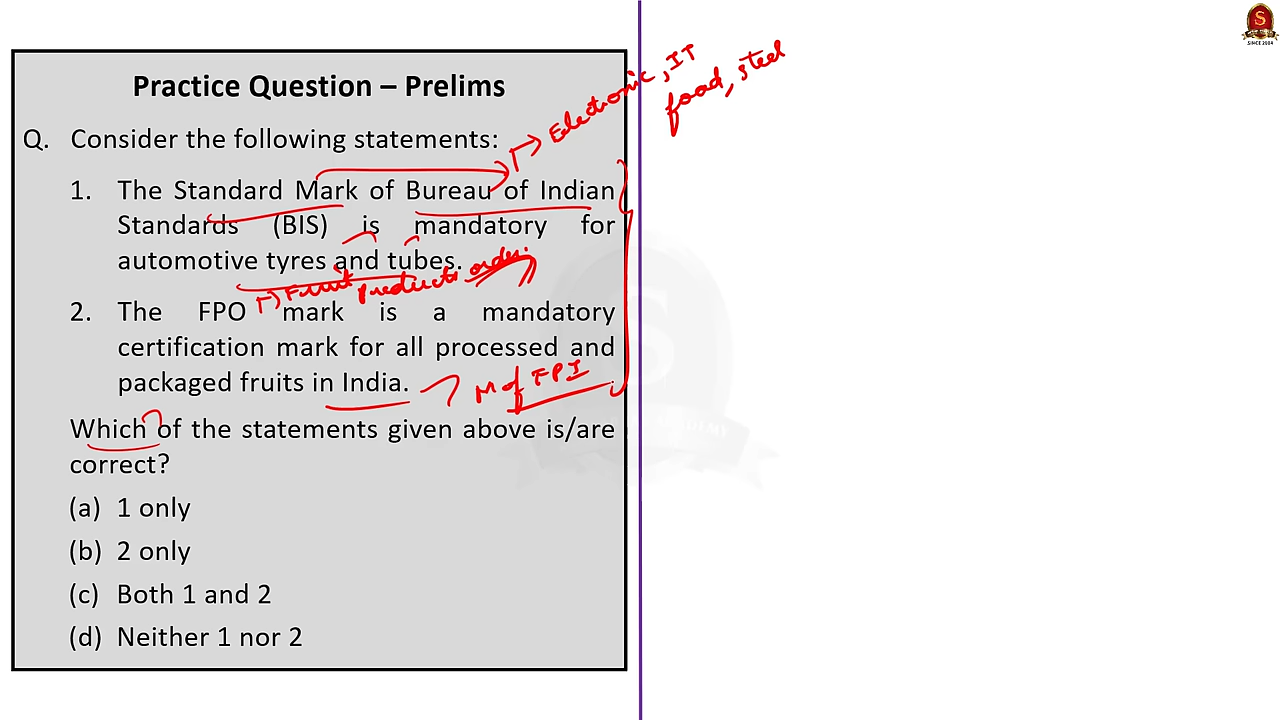 Practice Question – Prelims
Q. Consider the following statements:
Electronic, IT
food, steel
1. The Standard Mark of Bureau of Indian
Standards (BIS) is mandatory for
automotive tyres and tubes.
Fruit products order.
2. The FPO mark is a mandatory
certification mark for all processed and
packaged fruits in India.
M of FPI
Which of the statements given above is/are
correct?
(a) 1 only
(b) 2 only
(c) Both 1 and 2
(d) Neither 1 nor 2
S
SINCE 2004